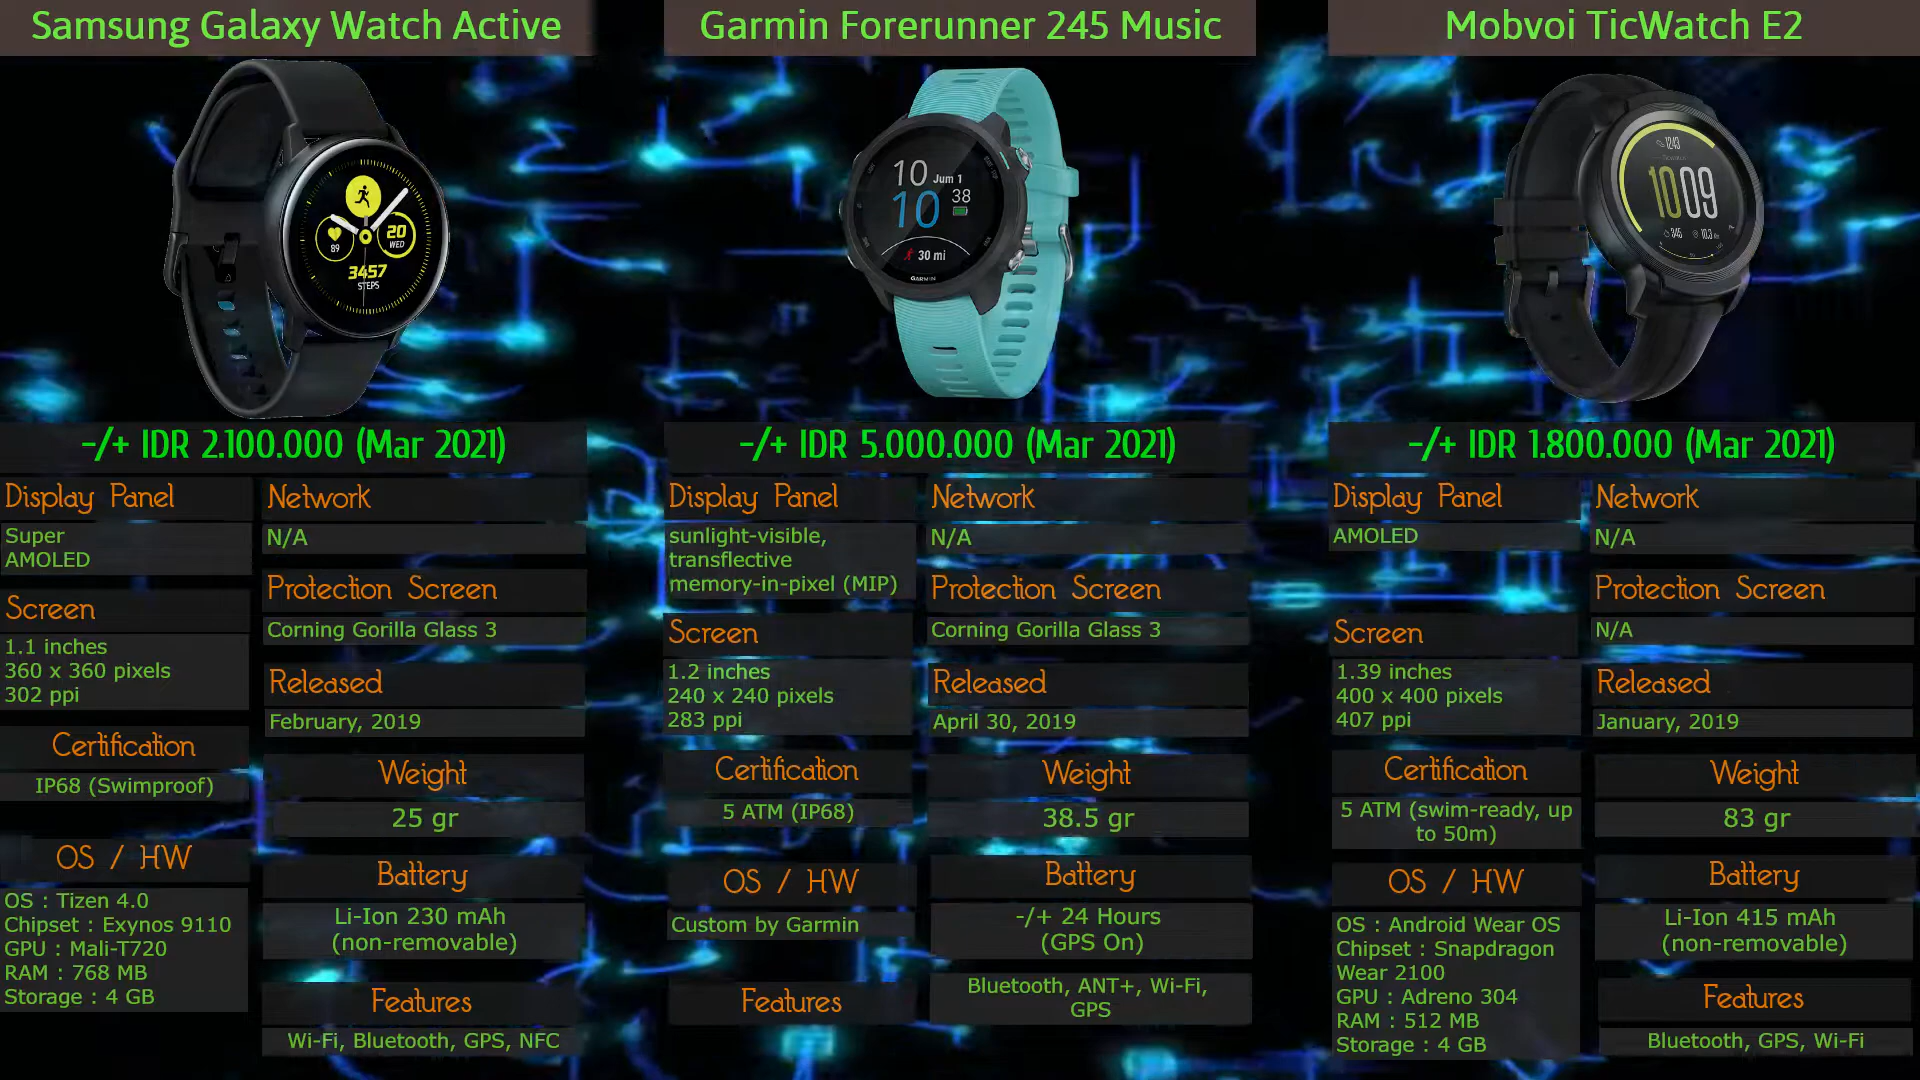 Samsung Galaxy Watch Active
20
WED
89
3457
STEPS
-/+ IDR 2.100.000 (Mar 2021)
Display Panel
Super
AMOLED
Screen
1.1 inches
360 x 360 pixels
302 ppi
Certification
IP68 (Swimproof)
OS / HW
OS : Tizen 4.0
Chipset : Exynos 9110
GPU : Mali-T720
RAM : 768 MB
Storage : 4 GB
Network
N/A
Protection Screen
Corning Gorilla Glass 3
Released
February, 2019
Weight
25 gr
Battery
Li-Ion 230 mAh
(non-removable)
Features
Wi-Fi, Bluetooth, GPS, NFC
Garmin Forerunner 245 Music
10 Jum 1
10 38
30 mi
GARMIN
-/+ IDR 5.000.000 (Mar 2021)
Display Panel
sunlight-visible,
transflective
memory-in-pixel (MIP)
Screen
1.2 inches
240 x 240 pixels
283 ppi
Certification
5 ATM (IP68)
OS / HW
Custom by Garmin
Features
Network
N/A
Protection Screen
Corning Gorilla Glass 3
Released
April 30, 2019
Weight
38.5 gr
Battery
-/+ 24 Hours
(GPS On)
Bluetooth, ANT+, Wi-Fi,
GPS
Mobvoi TicWatch E2
1243
1009
345 10.3
-/+ IDR 1.800.000 (Mar 2021)
Display Panel
AMOLED
Screen
1.39 inches
400 x 400 pixels
407 ppi
Certification
5 ATM (swim-ready, up
to 50m)
OS / HW
OS : Android Wear OS
Chipset : Snapdragon
Wear 2100
GPU : Adreno 304
RAM : 512 MB
Storage : 4 GB
Network
N/A
Protection Screen
N/A
Released
January, 2019
Weight
83 gr
Battery
Li-Ion 415 mAh
(non-removable)
Features
Bluetooth, GPS, Wi-Fi